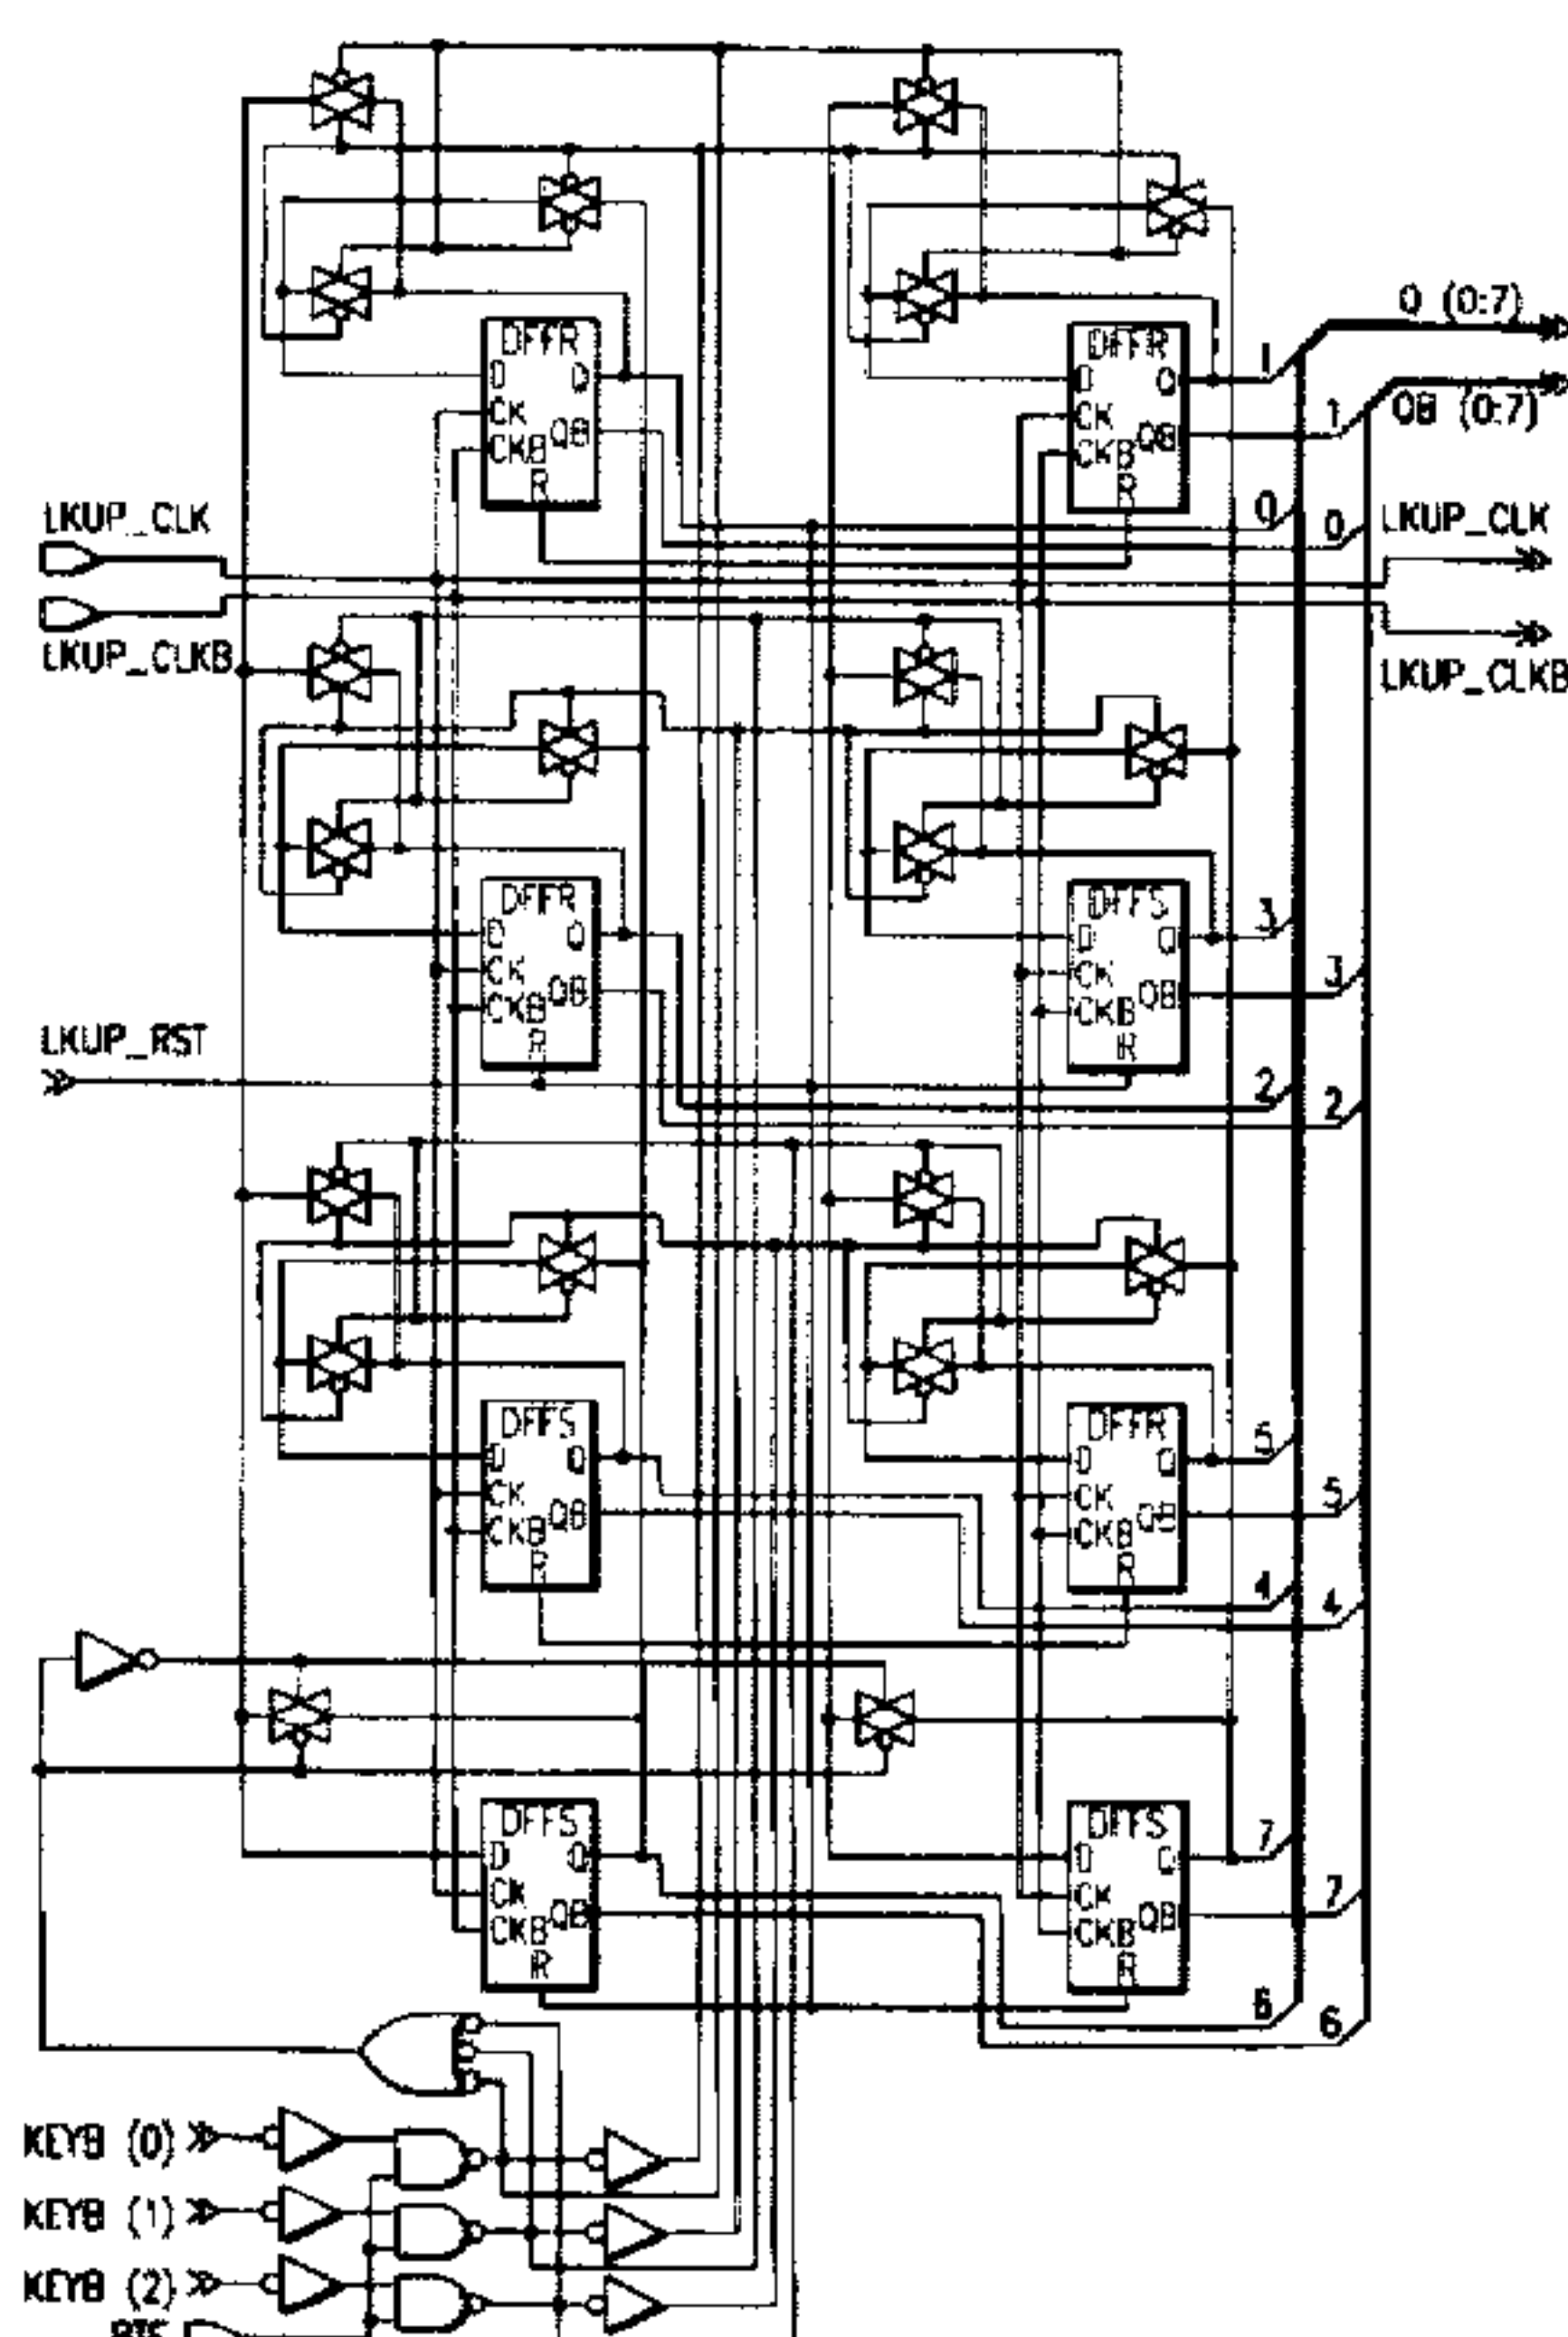 DFFR
D Q
CK
QB
CKB
R
DFFR
D Q
CK
QB
CKB
R
1
1
0
0
Q (0:7)
QB (0:7)
LKUP_CLK
LKUP_CLKB
LKUP_CLK
LKUP_CLKB
DFFR
D Q
CK
QB
CKB
R
DFFS
D Q
CK
QB
CKB
R
3
3
2
2
LKUP_RST
DFFS
D Q
CK
QB
CKB
R
DFFR
D Q
CK
QB
CKB
R
5
5
4
4
DFFS
D Q
CK
QB
CKB
R
DFFS
D Q
CK
QB
CKB
R
7
7
6
6
KEYB (0)
KEYB (1)
KEYB (2)